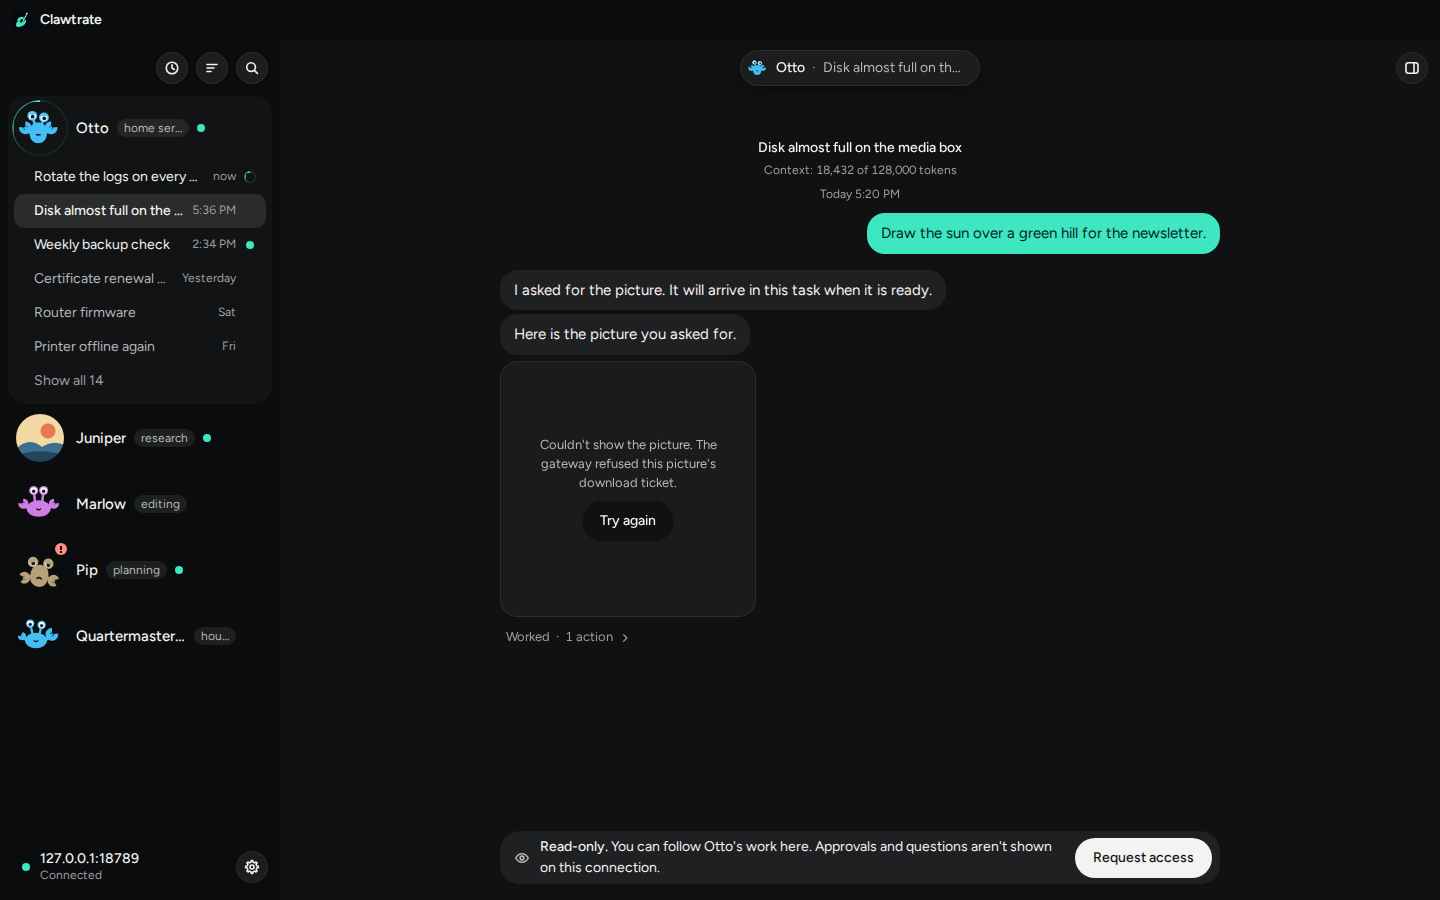 Clawtrate
Otto · Disk almost full on th...
Otto home ser...
Rotate the logs on every ... now
Disk almost full on the ... 5:36 PM
Weekly backup check 2:34 PM
Certificate renewal ... Yesterday
Router firmware Sat
Printer offline again Fri
Show all 14
Juniper research
Marlow editing
Pip planning
Quartermaster... hou...
127.0.0.1:18789
Connected
Disk almost full on the media box
Context: 18,432 of 128,000 tokens
Today 5:20 PM
Draw the sun over a green hill for the newsletter.
I asked for the picture. It will arrive in this task when it is ready.
Here is the picture you asked for.
Couldn't show the picture. The
gateway refused this picture's
download ticket.
Try again
Worked · 1 action
Read-only. You can follow Otto's work here. Approvals and questions aren't shown
on this connection.
Request access